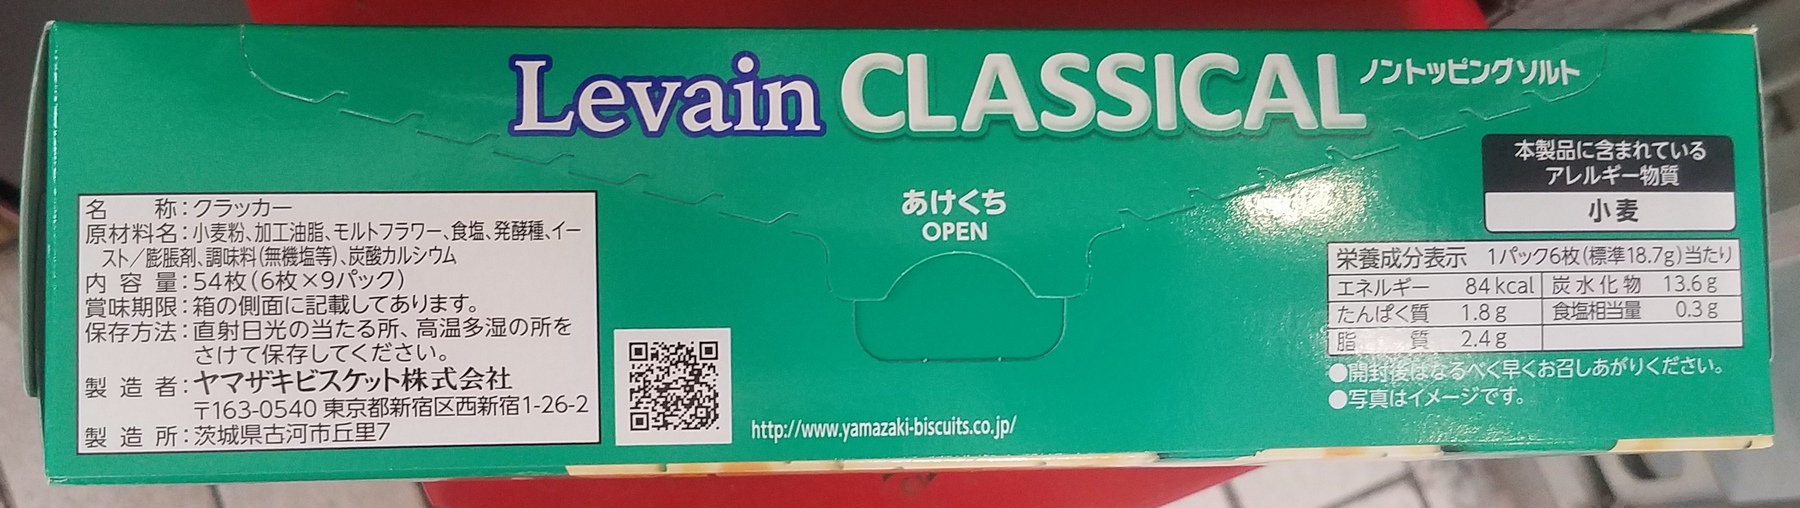 Levain CLASSICAL ノントッピングソルト
名　　称：クラッカー
原材料名：小麦粉、加工油脂、モルトフラワー、食塩、発酵種、イー
スト／膨脹剤、調味料（無機塩等）、炭酸カルシウム
内 容 量：54枚（6枚×9パック）
賞味期限：箱の側面に記載してあります。
保存方法：直射日光の当たる所、高温多湿の所を
さけて保存してください。
製 造 者：ヤマザキビスケット株式会社
〒163-0540 東京都新宿区西新宿1-26-2
製 造 所：茨城県古河市丘里7
あけくち
OPEN
http://www.yamazaki-biscuits.co.jp/
本製品に含まれている
アレルギー物質
小麦
栄養成分表示　1パック6枚（標準18.7g）当たり
エネルギー 84kcal 炭水化物 13.6g
たんぱく質 1.8g 食塩相当量 0.3g
脂　　質 2.4g
●開封後はなるべく早くお召しあがりください。
●写真はイメージです。